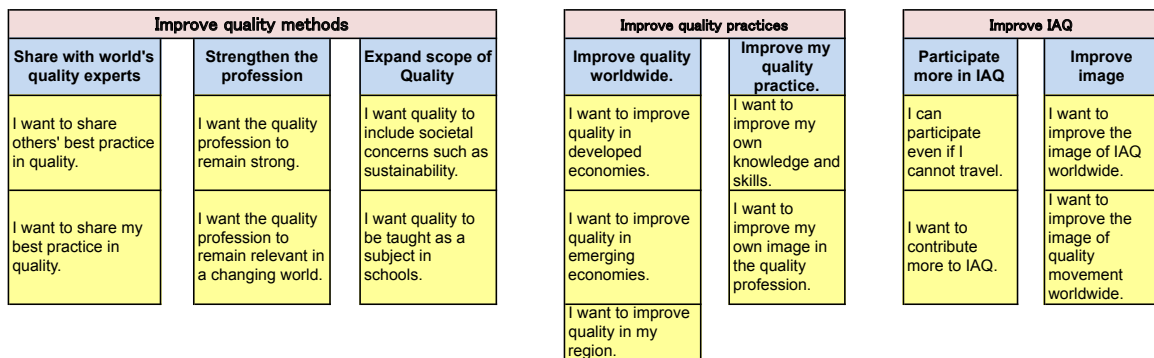 Improve quality methods
Share with world's
quality experts
I want to share
others' best practice
in quality.
I want to share my
best practice in
quality.
Strengthen the
profession
I want the quality
profession to
remain strong.
I want the quality
profession to
remain relevant in
a changing world.
Expand scope of
Quality
I want quality to
include societal
concerns such as
sustainability.
I want quality to
be taught as a
subject in
schools.
Improve quality practices
Improve quality
worldwide.
I want to improve
quality in
developed
economies.
I want to improve
quality in
emerging
economies.
I want to improve
quality in my
region.
Improve my
quality
practice.
I want to
improve my
own
knowledge and
skills.
I want to
improve my
own image in
the quality
profession.
Improve IAQ
Participate
more in IAQ
I can
participate
even if I
cannot travel.
I want to
contribute
more to IAQ.
Improve
image
I want to
improve the
image of IAQ
worldwide.
I want to
improve the
image of
quality
movement
worldwide.